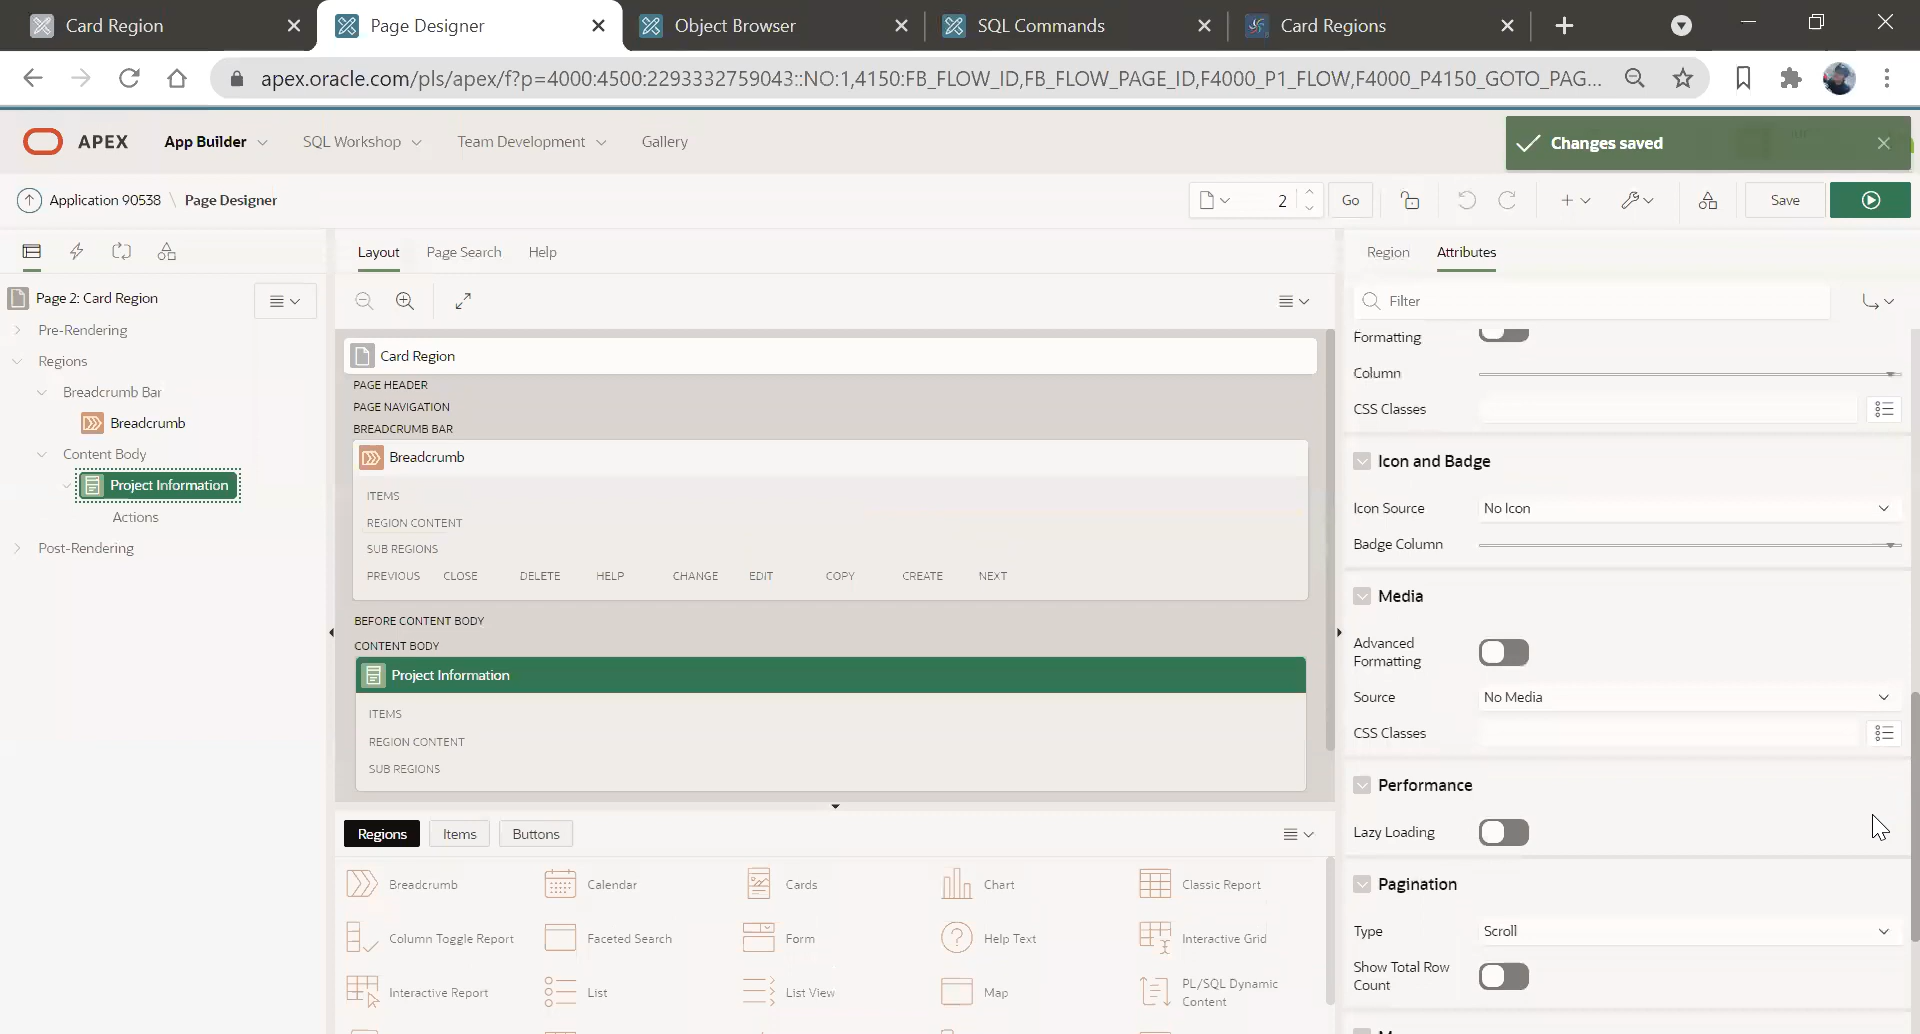 Card Region
Page Designer
Object Browser
SQL Commands
Card Regions
apex.oracle.com/pls/apex/f?p=4000:4500:2293332759043::NO:1,4150:FB_FLOW_ID,FB_FLOW_PAGE_ID,F4000_P1_FLOW,F4000_P4150_GOTO_PAG...
APEX
App Builder
SQL Workshop
Team Development
Gallery
Changes saved
Application 90538 \ Page Designer
2
Go
Save
Layout
Page Search
Help
Region
Attributes
Page 2: Card Region
Pre-Rendering
Regions
Breadcrumb Bar
Breadcrumb
Content Body
Project Information
Actions
Post-Rendering
Card Region
PAGE HEADER
PAGE NAVIGATION
BREADCRUMB BAR
Breadcrumb
ITEMS
REGION CONTENT
SUB REGIONS
PREVIOUS CLOSE DELETE HELP CHANGE EDIT COPY CREATE NEXT
BEFORE CONTENT BODY
CONTENT BODY
Project Information
ITEMS
REGION CONTENT
SUB REGIONS
Regions
Items
Buttons
Breadcrumb
Calendar
Cards
Chart
Classic Report
Column Toggle Report
Faceted Search
Form
Help Text
Interactive Grid
Interactive Report
List
List View
Map
PL/SQL Dynamic
Content
Filter
Formatting
Column
CSS Classes
Icon and Badge
Icon Source No Icon
Badge Column
Media
Advanced
Formatting
Source No Media
CSS Classes
Performance
Lazy Loading
Pagination
Type Scroll
Show Total Row
Count